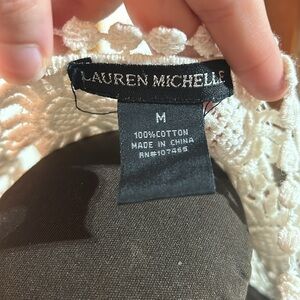 LAUREN MICHELLE
M
100%COTTON
MADE IN CHINA
RN#107465